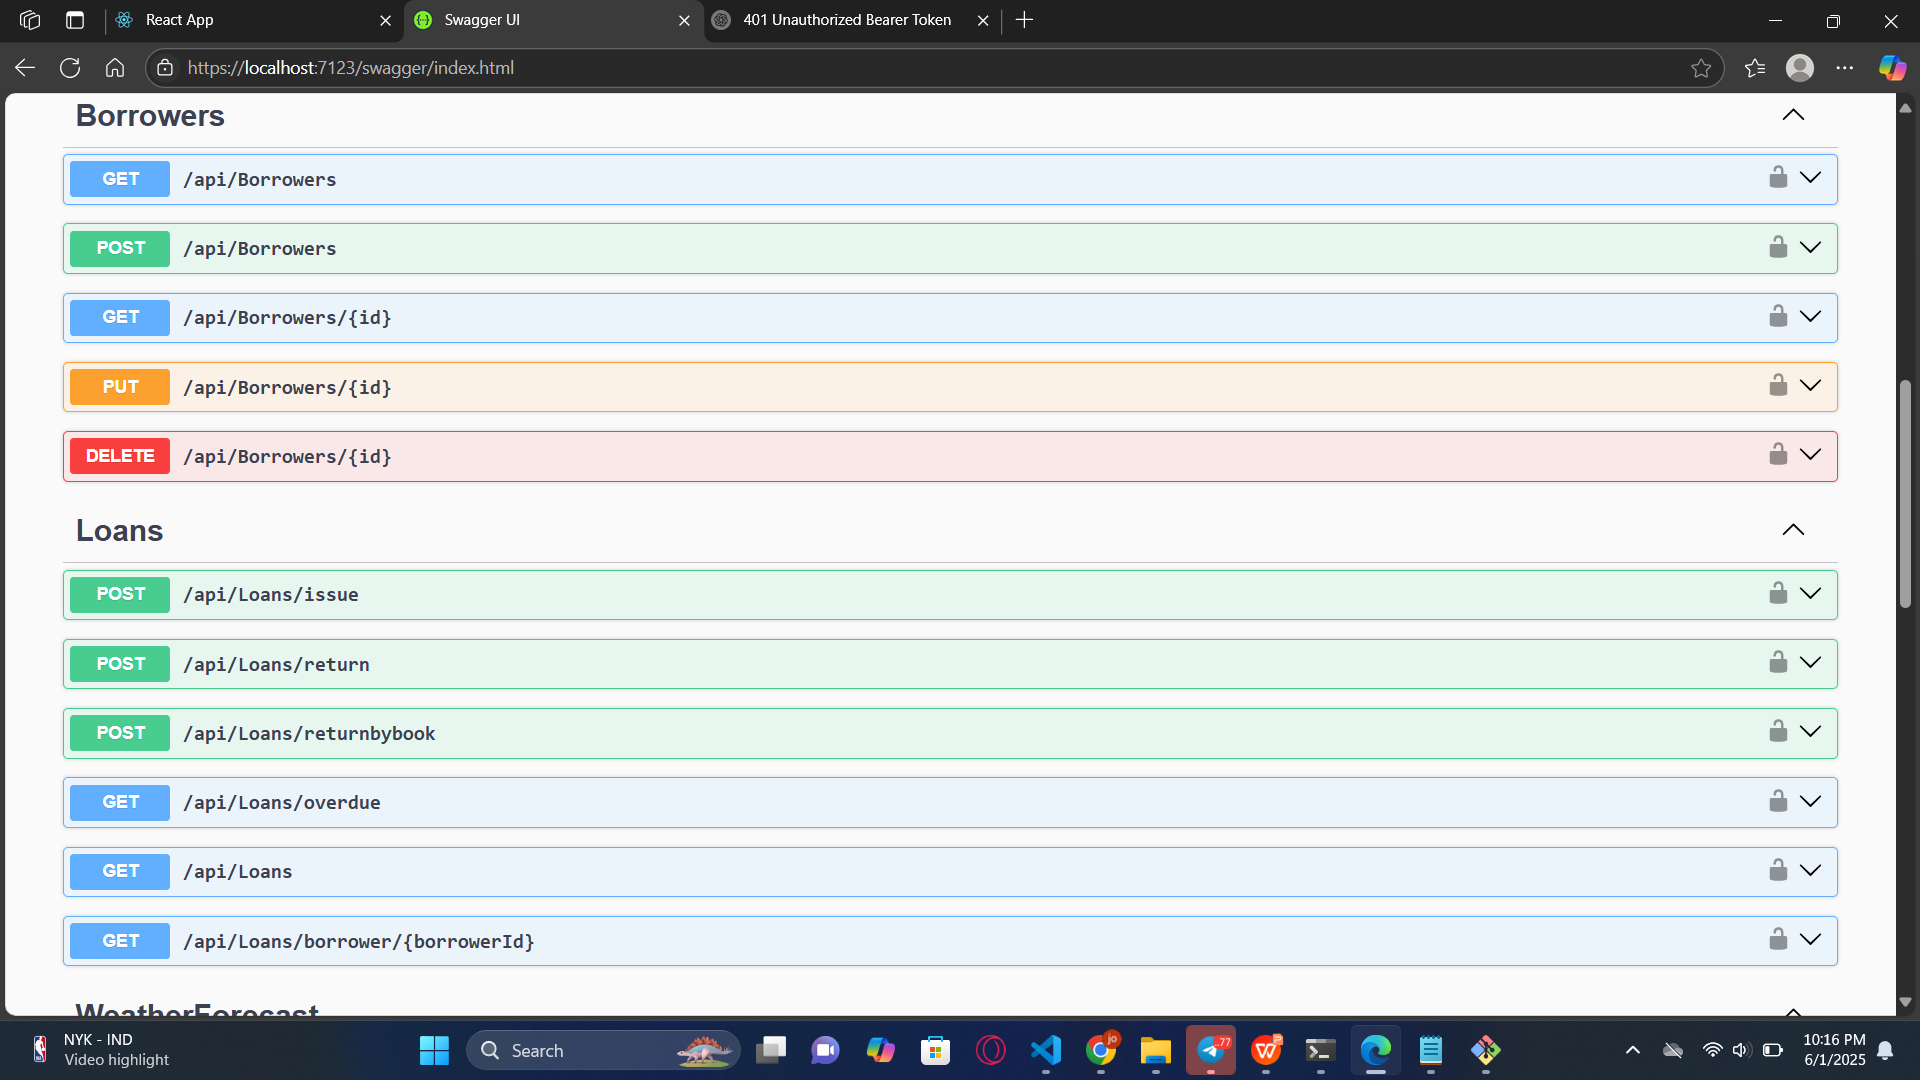 React App
Swagger UI
401 Unauthorized Bearer Token
https://localhost:7123/swagger/index.html
Borrowers
GET /api/Borrowers
POST /api/Borrowers
GET /api/Borrowers/{id}
PUT /api/Borrowers/{id}
DELETE /api/Borrowers/{id}
Loans
POST /api/Loans/issue
POST /api/Loans/return
POST /api/Loans/returnbybook
GET /api/Loans/overdue
GET /api/Loans
GET /api/Loans/borrower/{borrowerId}
WeatherForecast
NYK - IND
Video highlight
Search
jo
77
10:16 PM
6/1/2025